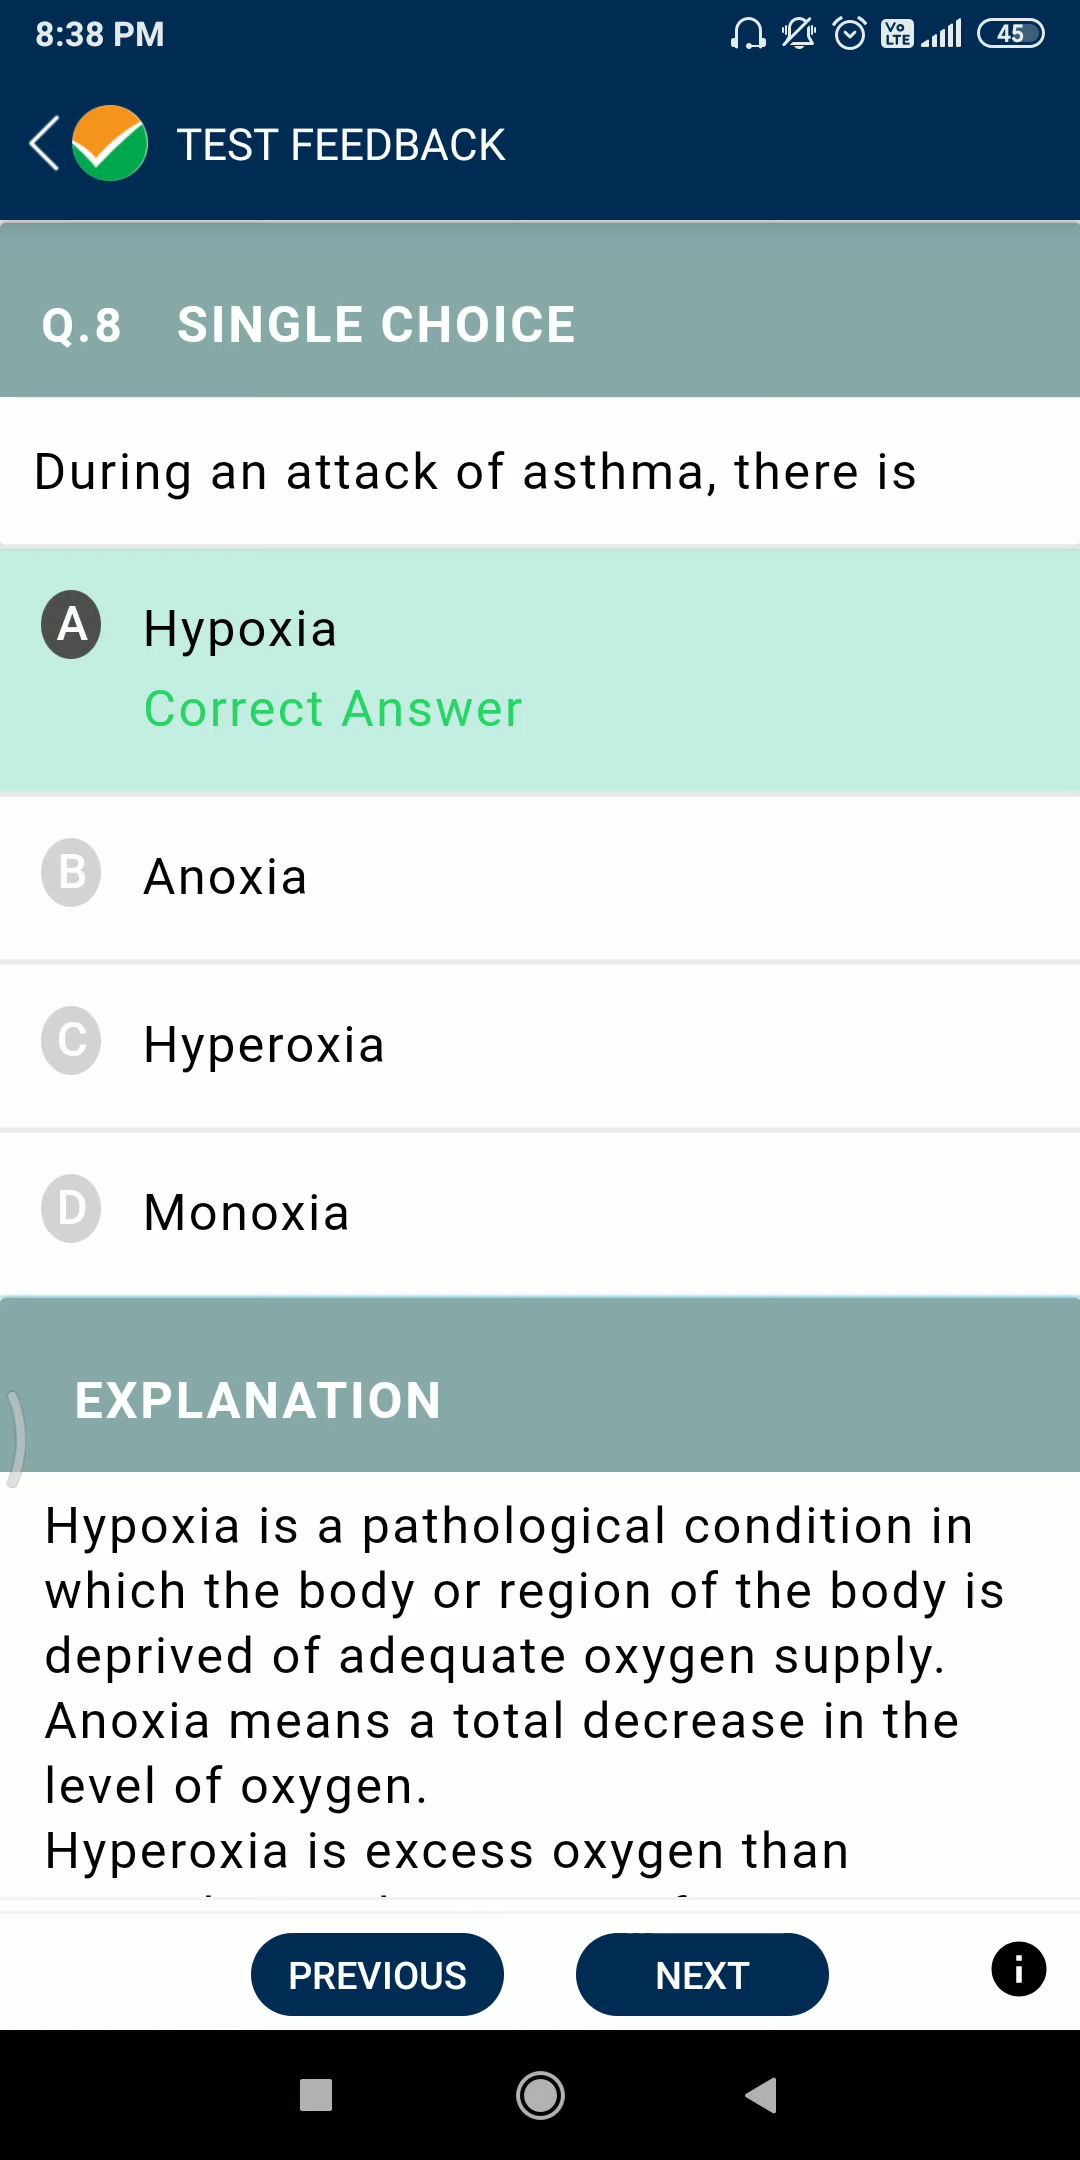 8:38 PM
Vo LTE
45
TEST FEEDBACK
Q.8 SINGLE CHOICE
During an attack of asthma, there is
A Hypoxia
Correct Answer
B Anoxia
C Hyperoxia
D Monoxia
EXPLANATION
Hypoxia is a pathological condition in
which the body or region of the body is
deprived of adequate oxygen supply.
Anoxia means a total decrease in the
level of oxygen.
Hyperoxia is excess oxygen than
PREVIOUS
NEXT